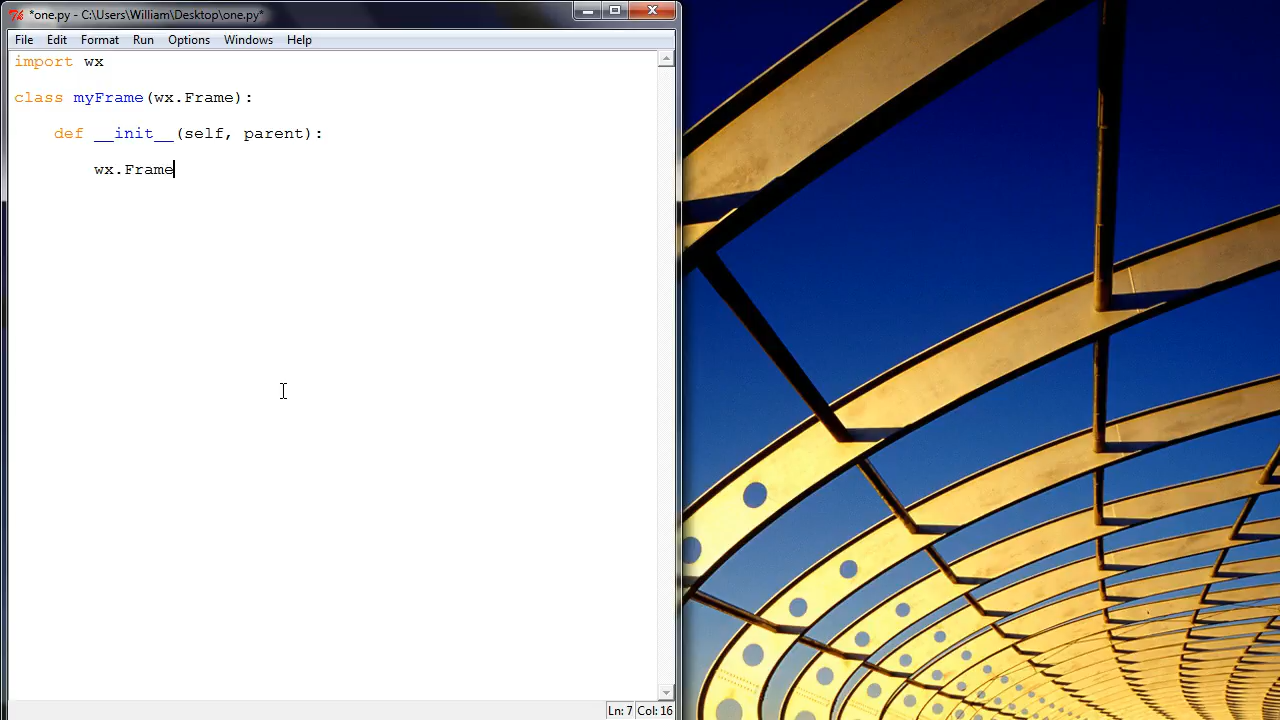 *one.py - C:\Users\William\Desktop\one.py*
File Edit Format Run Options Windows Help
import wx
class myFrame(wx.Frame):
def __init__(self, parent):
wx.Frame
Ln: 7 Col: 16